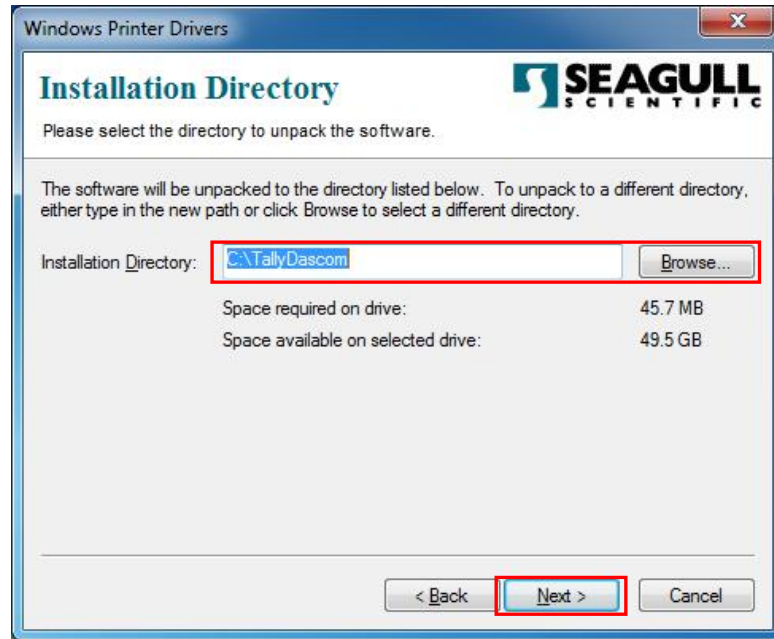 Windows Printer Drivers
Installation Directory
SEAGULL
SCIENTIFIC
Please select the directory to unpack the software.
The software will be unpacked to the directory listed below. To unpack to a different directory,
either type in the new path or click Browse to select a different directory.
Installation Directory: C:\TallyDascom Browse...
Space required on drive: 45.7 MB
Space available on selected drive: 49.5 GB
< Back Next > Cancel